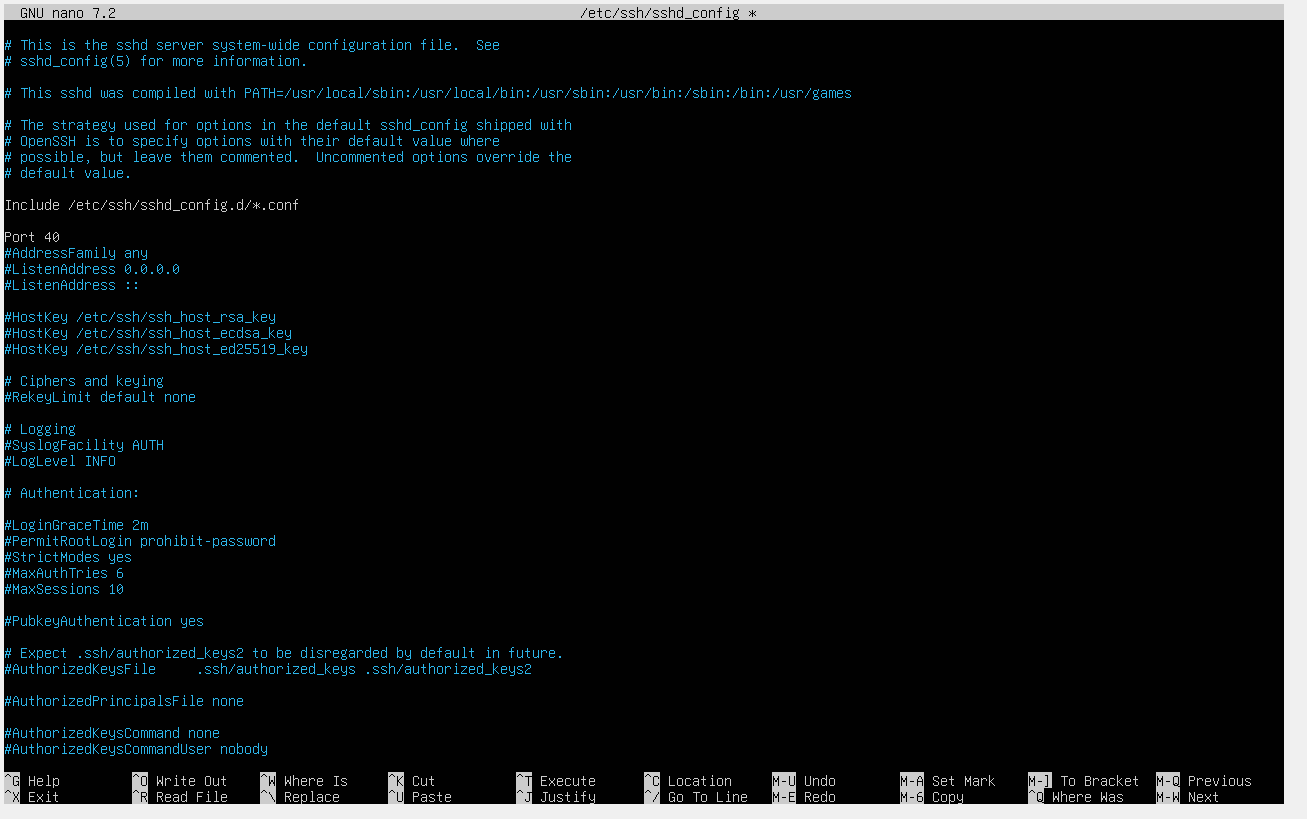 GNU nano 7.2 /etc/ssh/sshd_config *
# This is the sshd server system-wide configuration file.  See
# sshd_config(5) for more information.
# This sshd was compiled with PATH=/usr/local/sbin:/usr/local/bin:/usr/sbin:/usr/bin:/sbin:/bin:/usr/games
# The strategy used for options in the default sshd_config shipped with
# OpenSSH is to specify options with their default value where
# possible, but leave them commented.  Uncommented options override the
# default value.
Include /etc/ssh/sshd_config.d/*.conf
Port 40
#AddressFamily any
#ListenAddress 0.0.0.0
#ListenAddress ::
#HostKey /etc/ssh/ssh_host_rsa_key
#HostKey /etc/ssh/ssh_host_ecdsa_key
#HostKey /etc/ssh/ssh_host_ed25519_key
# Ciphers and keying
#RekeyLimit default none
# Logging
#SyslogFacility AUTH
#LogLevel INFO
# Authentication:
#LoginGraceTime 2m
#PermitRootLogin prohibit-password
#StrictModes yes
#MaxAuthTries 6
#MaxSessions 10
#PubkeyAuthentication yes
# Expect .ssh/authorized_keys2 to be disregarded by default in future.
#AuthorizedKeysFile     .ssh/authorized_keys .ssh/authorized_keys2
#AuthorizedPrincipalsFile none
#AuthorizedKeysCommand none
#AuthorizedKeysCommandUser nobody
^G Help ^O Write Out ^W Where Is ^K Cut ^T Execute ^C Location M-U Undo M-A Set Mark M-] To Bracket M-Q Previous
^X Exit ^R Read File ^\ Replace ^U Paste ^J Justify ^/ Go To Line M-E Redo M-6 Copy ^Q Where Was M-W Next